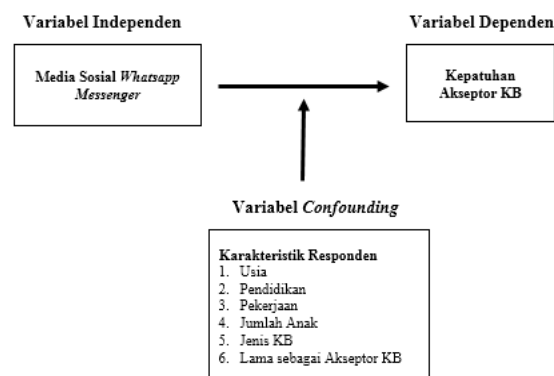 Variabel Independen
Variabel Dependen
Media Sosial Whatsapp
Messenger
Kepatuhan
Akseptor KB
Variabel Confounding
Karakteristik Responden
1. Usia
2. Pendidikan
3. Pekerjaan
4. Jumlah Anak
5. Jenis KB
6. Lama sebagai Akseptor KB